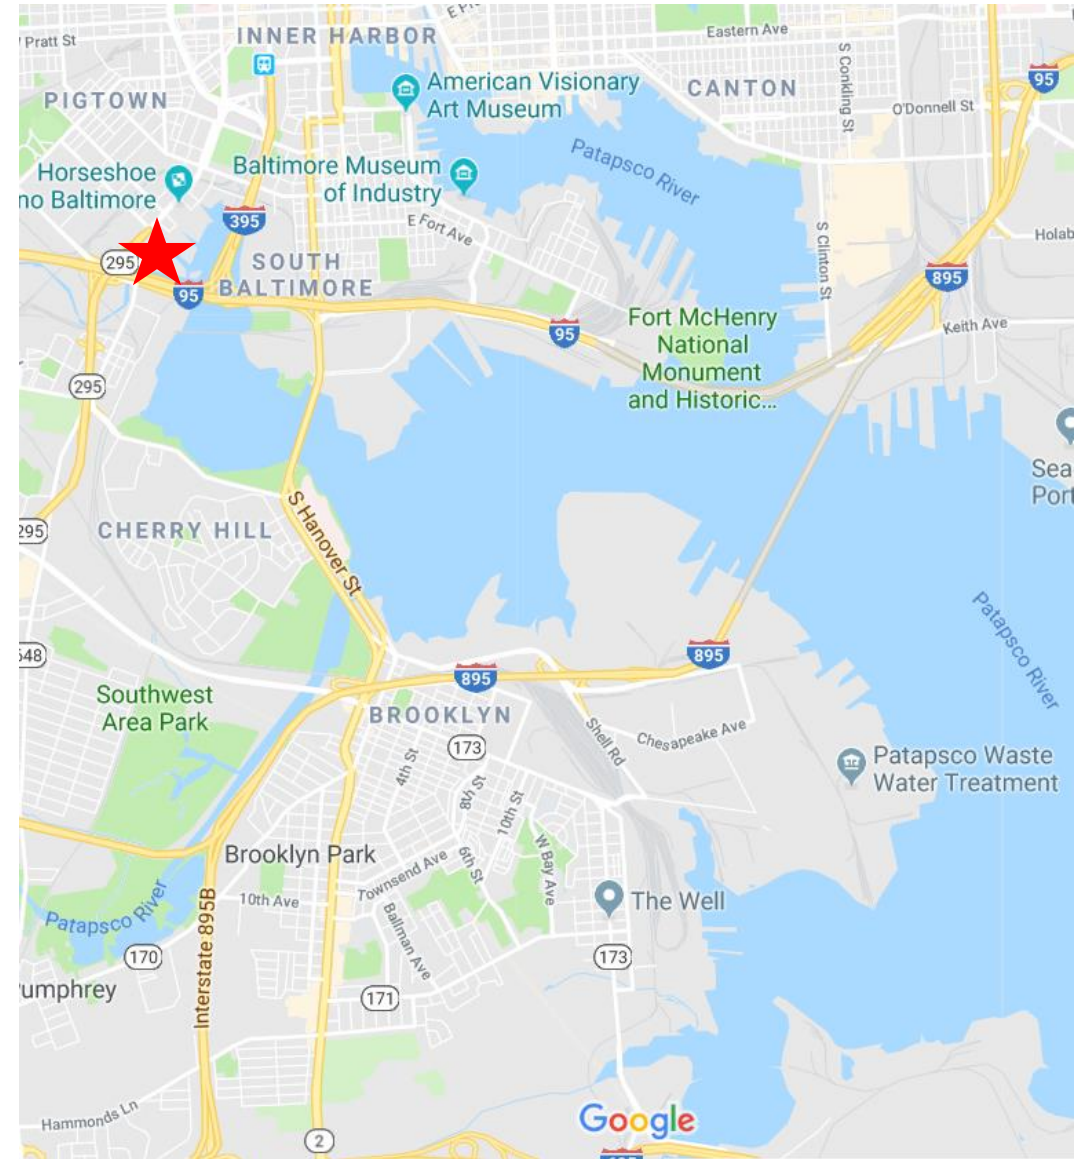 E Pr
INNER HARBOR
Pratt St
Eastern Ave
American Visionary
Art Museum
CANTON
S Conkling St
95
PIGTOWN
O'Donnell St
Patapsco River
Horseshoe
no Baltimore
Baltimore Museum
of Industry
395
E Fort Ave
S Clinton St
Holab
295
SOUTH
BALTIMORE
95
895
Fort McHenry
National
Monument
and Historic...
95
Keith Ave
295
Sea
Port
S Hanover St
295
CHERRY HILL
Patapsco River
648
895
895
Southwest
Area Park
BROOKLYN
173
Shell Rd
Chesapeake Ave
4th St
8th St
10th St
Patapsco Waste
Water Treatment
Brooklyn Park
Townsend Ave
6th St
W Bay Ave
10th Ave
The Well
Patapsco River
Interstate 895B
Ballman Ave
170
173
umphrey
171
Hammonds Ln
Google
2